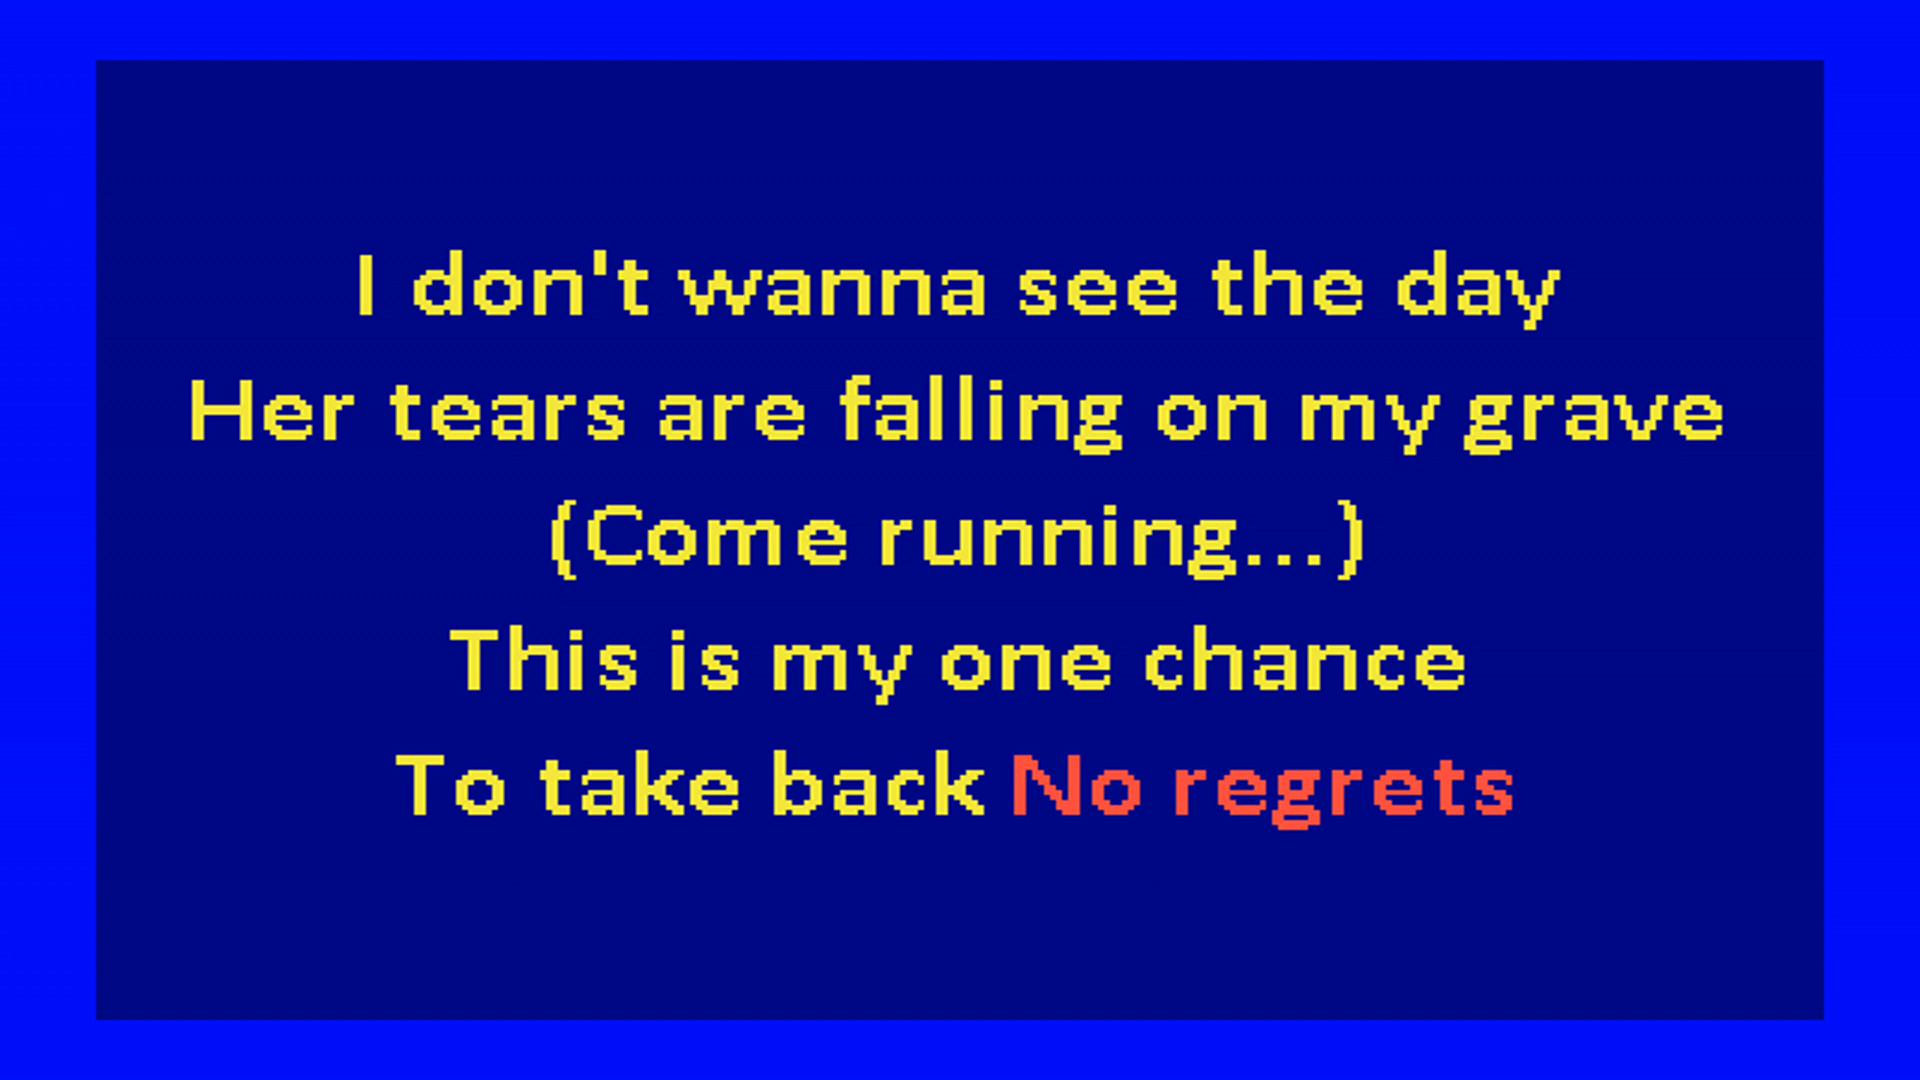 I don't wanna see the day
Her tears are falling on my grave
(Come running...)
This is my one chance
To take back No regrets